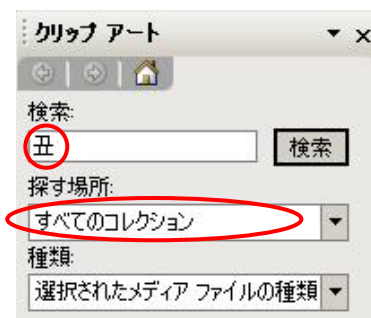 クリップ アート
検索:
丑 検索
探す場所:
すべてのコレクション
種類:
選択されたメディア ファイルの種類